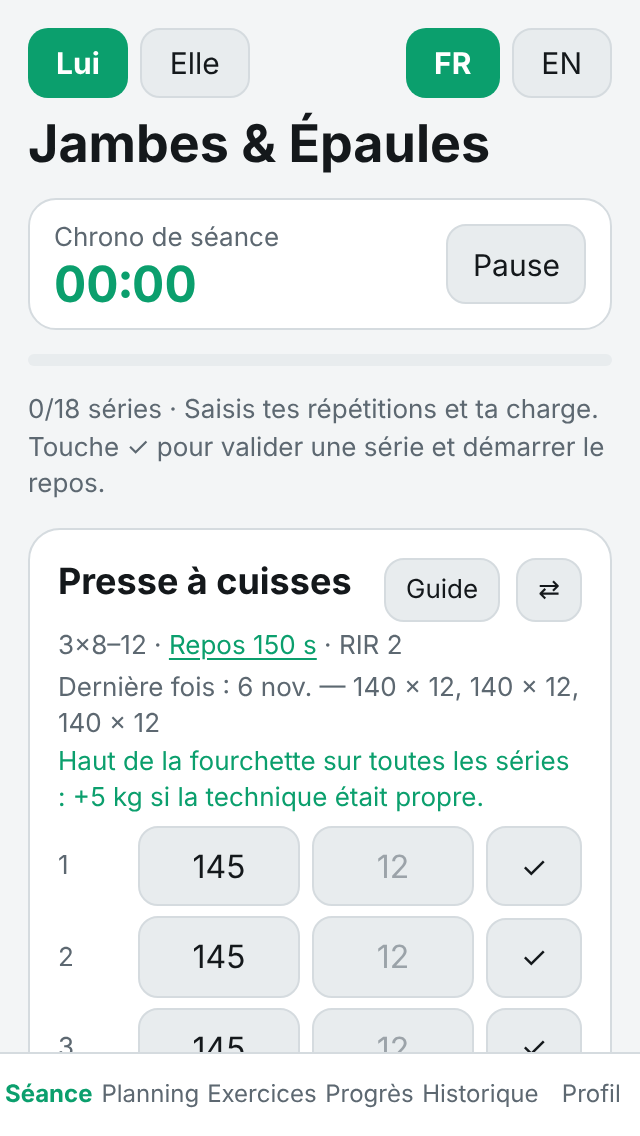 Lui Elle FR EN
Jambes & Épaules
Chrono de séance
00:00 Pause
0/18 séries · Saisis tes répétitions et ta charge.
Touche ✓ pour valider une série et démarrer le
repos.
Presse à cuisses Guide ⇄
3×8–12 · Repos 150 s · RIR 2
Dernière fois : 6 nov. — 140 × 12, 140 × 12,
140 × 12
Haut de la fourchette sur toutes les séries
: +5 kg si la technique était propre.
1 145 12 ✓
2 145 12 ✓
3 145 12 ✓
Séance Planning Exercices Progrès Historique Profil